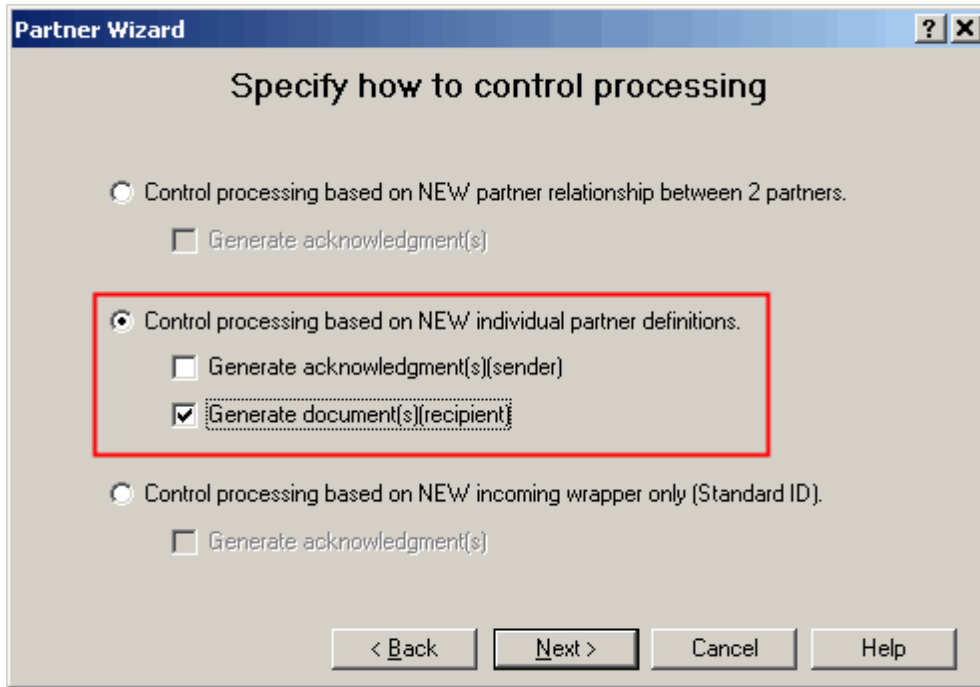 Partner Wizard
Specify how to control processing
Control processing based on NEW partner relationship between 2 partners.
Generate acknowledgment(s)
Control processing based on NEW individual partner definitions.
Generate acknowledgment(s)(sender)
Generate document(s)(recipient)
Control processing based on NEW incoming wrapper only (Standard ID).
Generate acknowledgment(s)
< Back Next > Cancel Help